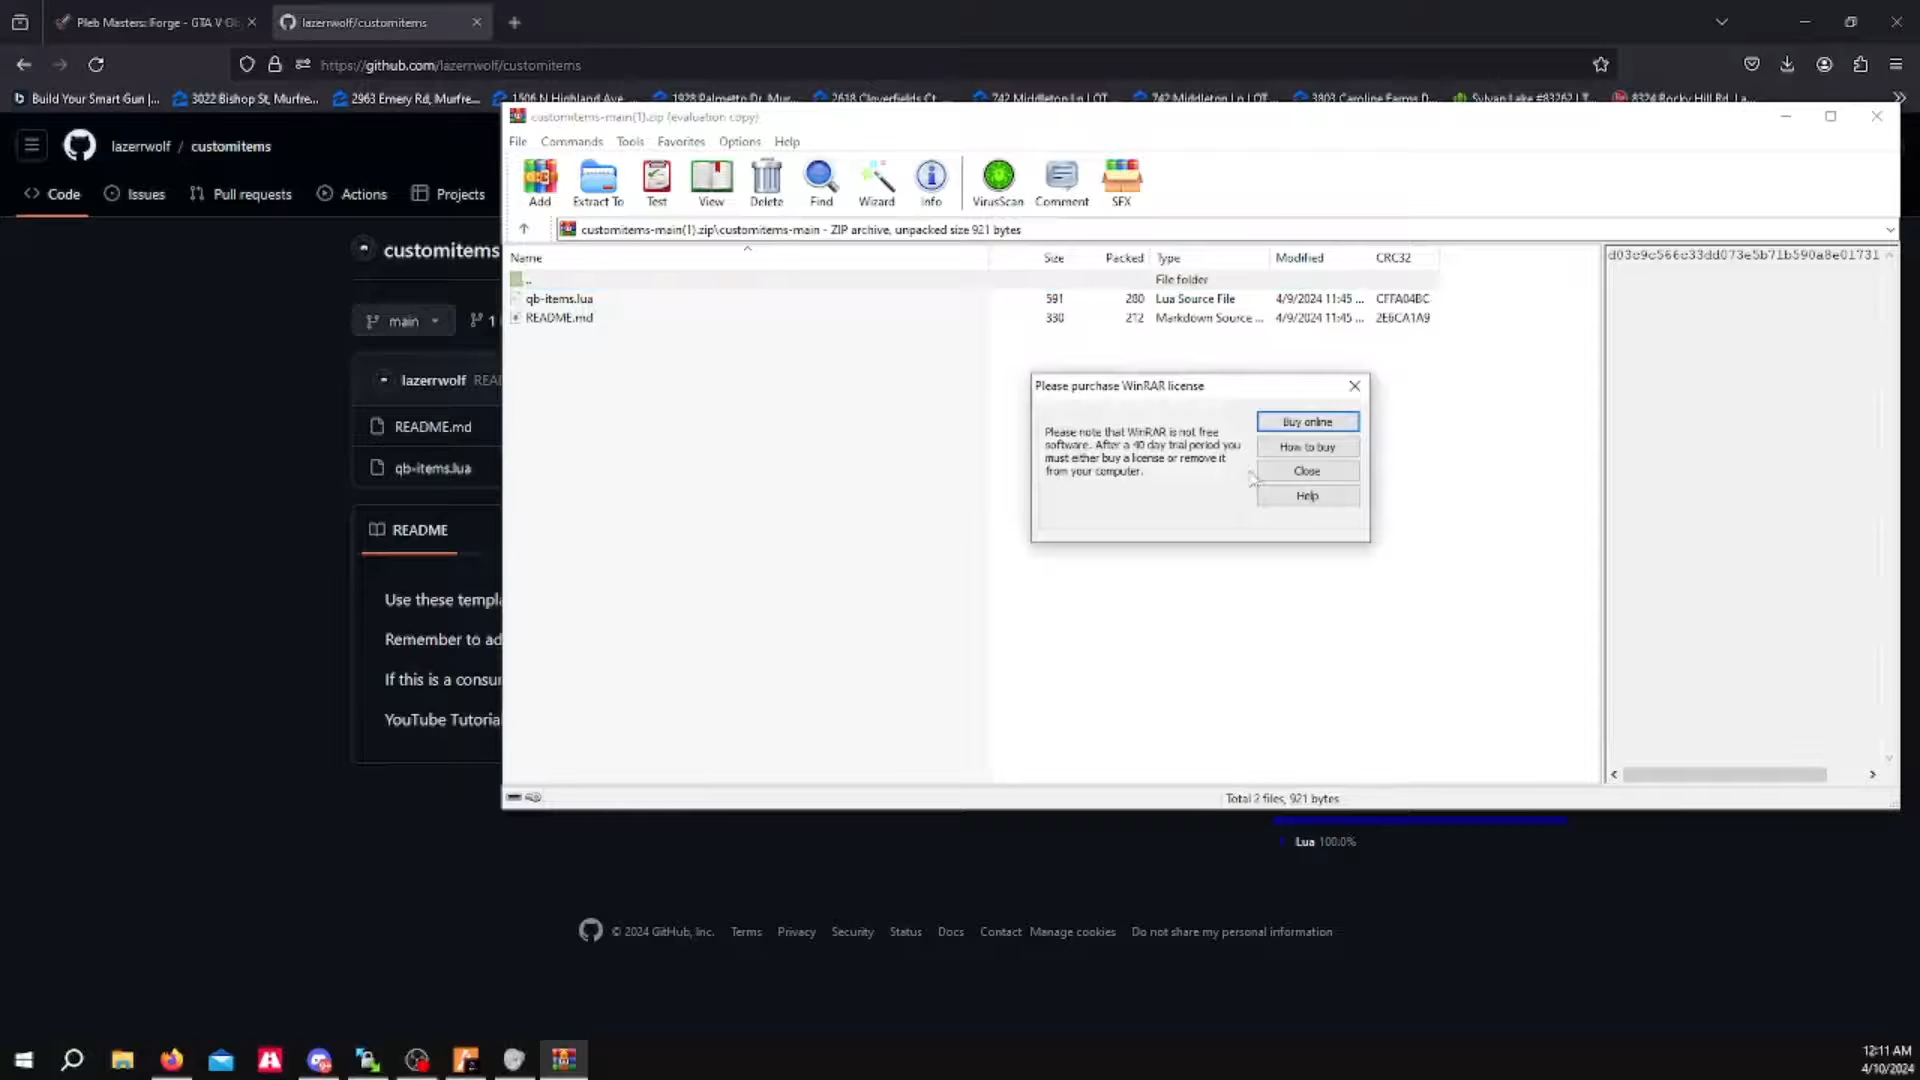 Pleb Masters: Forge - GTA V Ob
lazerrwolf/customitems
https://github.com/lazerrwolf/customitems
Build Your Smart Gun |...
3022 Bishop St, Murfre...
2963 Emery Rd, Murfre...
1506 N Highland Ave...
1928 Palmetto Dr, Mur...
2618 Cloverfields Ct...
742 Middleton Ln | OT...
742 Middleton Ln | OT...
3803 Caroline Farms D...
Sylvan Lake #83262 | T...
8324 Rocky Hill Rd, La...
customitems-main(1).zip (evaluation copy)
File Commands Tools Favorites Options Help
lazerrwolf / customitems
Add Extract To Test View Delete Find Wizard Info VirusScan Comment SFX
Code Issues Pull requests Actions Projects
customitems-main(1).zip\customitems-main - ZIP archive, unpacked size 921 bytes
customitems
Name Size Packed Type Modified CRC32
d03c9c566c33dd073e5b71b590a8e01731
.. File folder
qb-items.lua 591 280 Lua Source File 4/9/2024 11:45 ... CFFA04BC
README.md 330 212 Markdown Source ... 4/9/2024 11:45 ... 2E6CA1A9
main
1
lazerrwolf READ
README.md
qb-items.lua
README
Use these templa
Remember to ad
If this is a consum
YouTube Tutoria
Please purchase WinRAR license
Please note that WinRAR is not free
software. After a 40 day trial period you
must either buy a license or remove it
from your computer.
Buy online
How to buy
Close
Help
Total 2 files, 921 bytes
Lua 100.0%
© 2024 GitHub, Inc. Terms Privacy Security Status Docs Contact Manage cookies Do not share my personal information
12:11 AM
4/10/2024